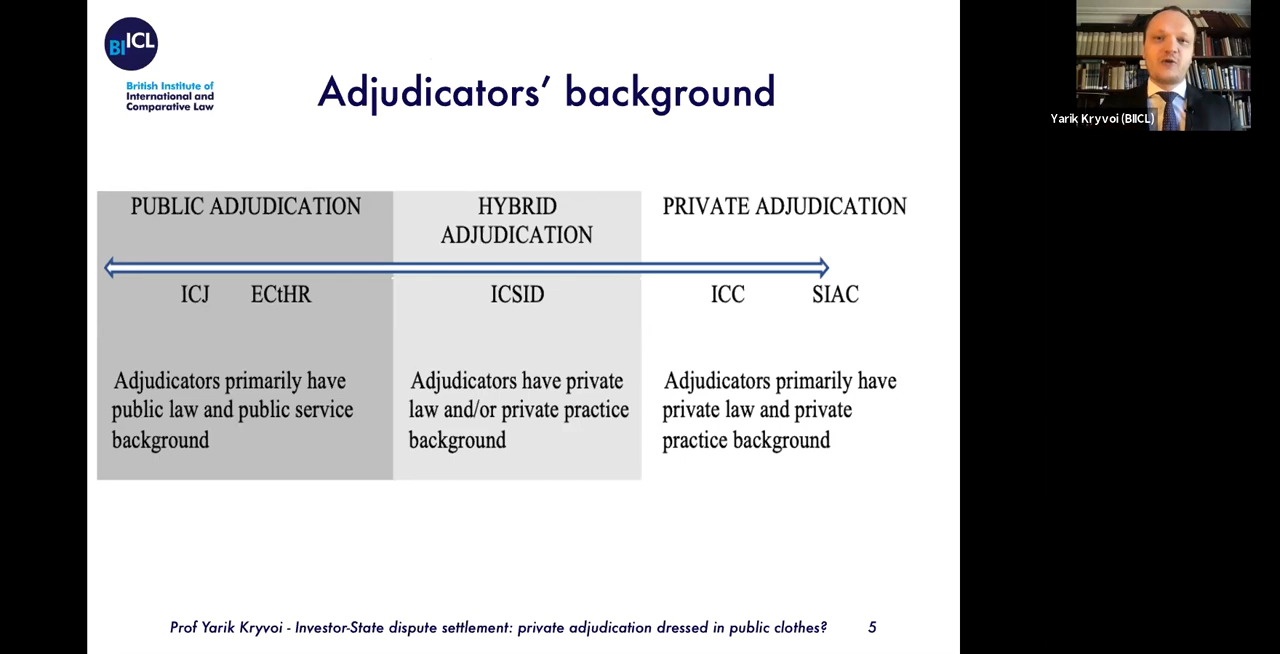 BIICL
British Institute of
International and
Comparative Law
Adjudicators’ background
Yarik Kryvoi (BIICL)
PUBLIC ADJUDICATION
HYBRID
ADJUDICATION
PRIVATE ADJUDICATION
ICJ ECtHR
ICSID
ICC SIAC
Adjudicators primarily have
public law and public service
background
Adjudicators have private
law and/or private practice
background
Adjudicators primarily have
private law and private
practice background
Prof Yarik Kryvoi - Investor-State dispute settlement: private adjudication dressed in public clothes? 5